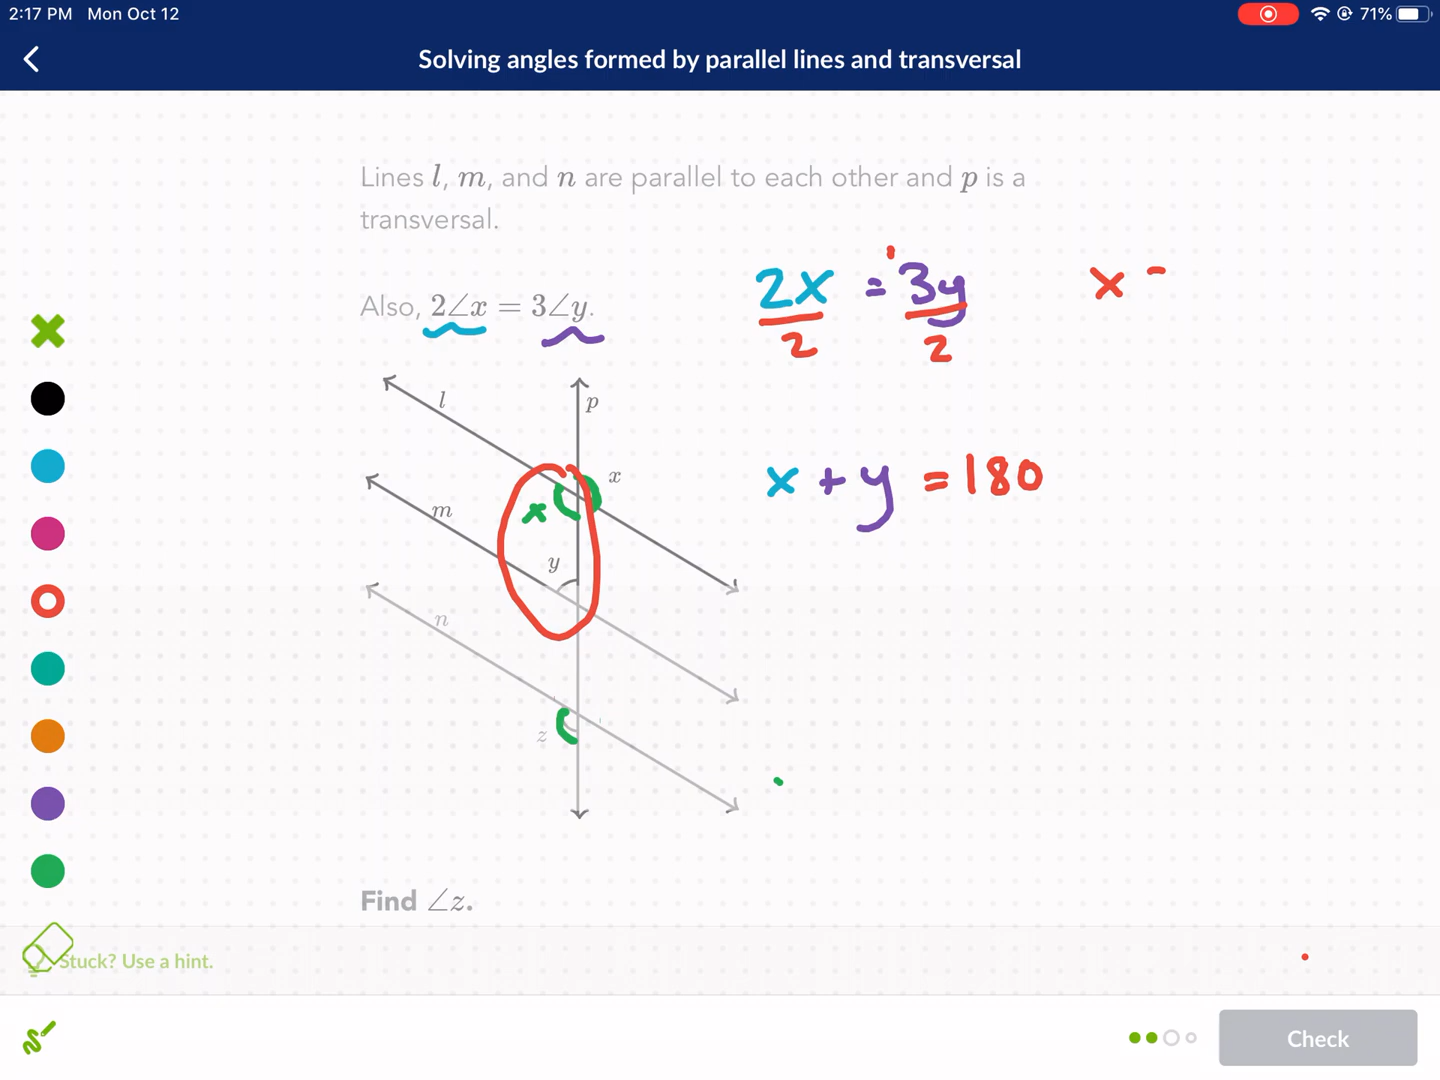 2:17 PM Mon Oct 12
71%
Solving angles formed by parallel lines and transversal
Lines l, m, and n are parallel to each other and p is a
transversal.
Also, 2∠x = 3∠y.
2x = 3y
2 2
x =
l
p
x
m
x
y
x + y = 180
n
z
Find ∠z.
Stuck? Use a hint.
Check